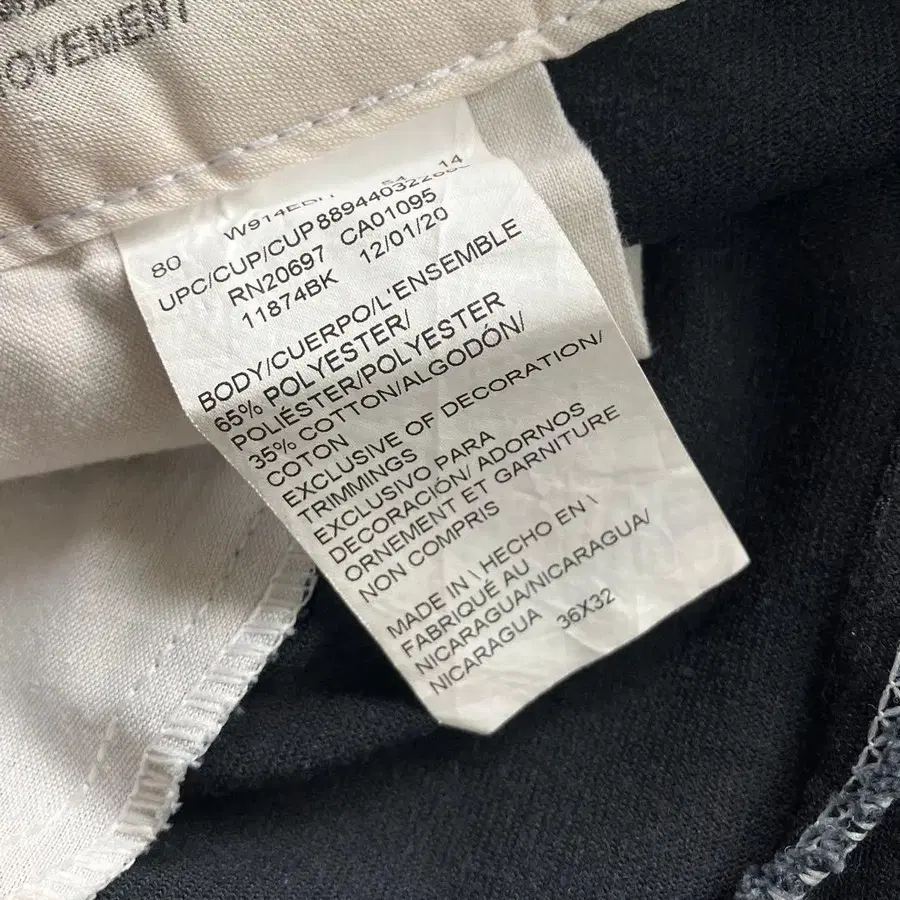 OVEMENT
80
UPC/CUP/CUP
RN20697 CA01095
11874BK 12/01/20
BODY/CUERPO/L'ENSEMBLE
65% POLYESTER/
POLIÉSTER/POLYESTER
35% COTTON/ALGODÓN/
COTON
EXCLUSIVE OF DECORATION/
TRIMMINGS
EXCLUSIVO PARA
DECORACIÓN/ ADORNOS
ORNEMENT ET GARNITURE
NON COMPRIS
MADE IN \ HECHO EN \
FABRIQUÉ AU
NICARAGUA/NICARAGUA/
NICARAGUA 36X32